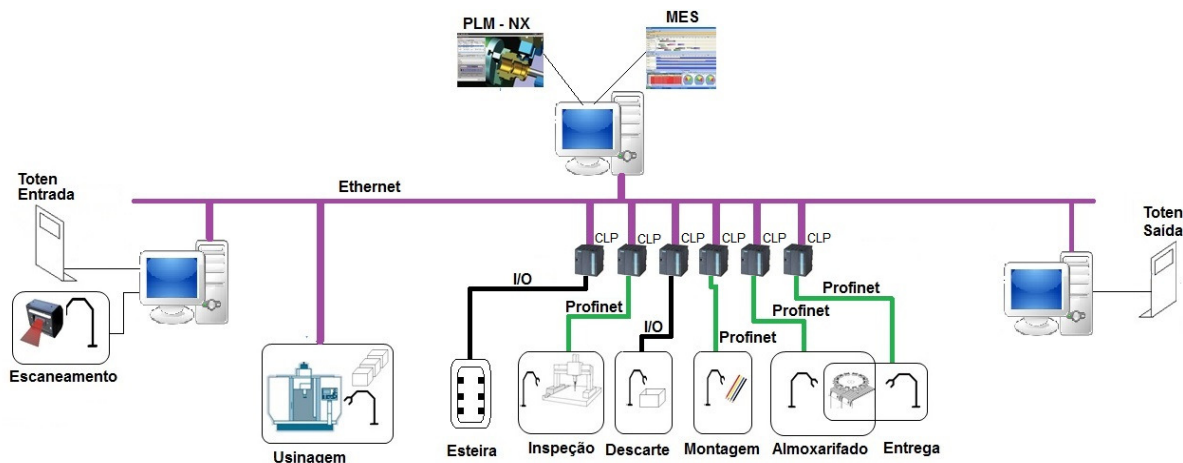 PLM - NX
MES
Toten
Entrada
Ethernet
Toten
Saída
CLP
CLP
CLP
CLP
CLP
CLP
I/O
Profinet
I/O
Profinet
Profinet
Profinet
Escaneamento
Usinagem
Esteira
Inspeção
Descarte
Montagem
Almoxarifado
Entrega